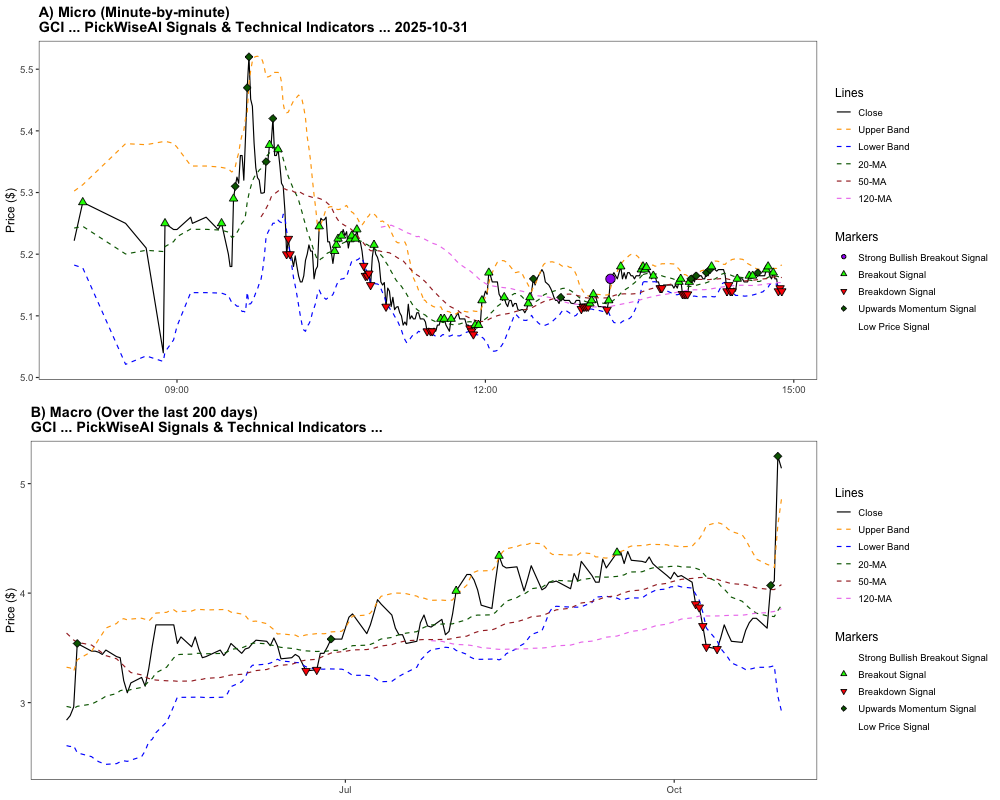 A) Micro (Minute-by-minute)
GCI ... PickWiseAI Signals & Technical Indicators ... 2025-10-31
Price ($)
5.5
5.4
5.3
5.2
5.1
5.0
09:00
12:00
15:00
Lines
Close
Upper Band
Lower Band
20-MA
50-MA
120-MA
Markers
Strong Bullish Breakout Signal
Breakout Signal
Breakdown Signal
Upwards Momentum Signal
Low Price Signal
B) Macro (Over the last 200 days)
GCI ... PickWiseAI Signals & Technical Indicators ...
Price ($)
5
4
3
Jul
Oct
Lines
Close
Upper Band
Lower Band
20-MA
50-MA
120-MA
Markers
Strong Bullish Breakout Signal
Breakout Signal
Breakdown Signal
Upwards Momentum Signal
Low Price Signal